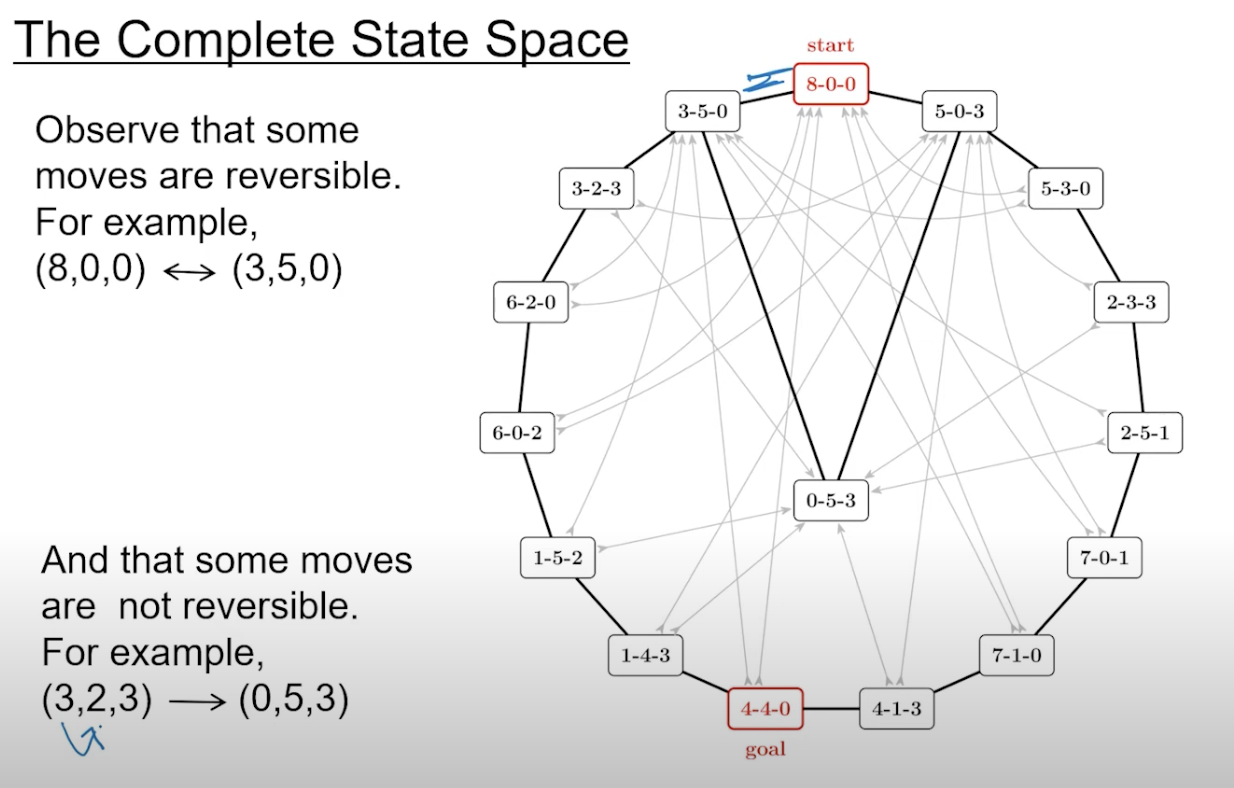 The Complete State Space
Observe that some
moves are reversible.
For example,
(8,0,0) ↔ (3,5,0)
And that some moves
are not reversible.
For example,
(3,2,3) ⟶ (0,5,3)
start
8-0-0
3-5-0
5-0-3
3-2-3
5-3-0
6-2-0
2-3-3
6-0-2
2-5-1
0-5-3
1-5-2
7-0-1
1-4-3
7-1-0
4-4-0
4-1-3
goal